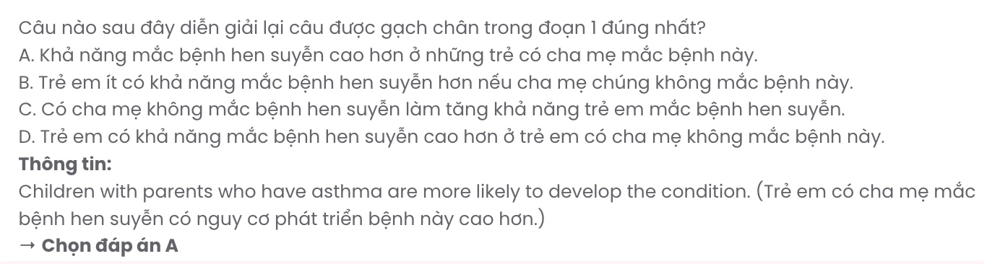 Câu nào sau đây diễn giải lại câu được gạch chân trong đoạn 1 đúng nhất?
A. Khả năng mắc bệnh hen suyễn cao hơn ở những trẻ có cha mẹ mắc bệnh này.
B. Trẻ em ít có khả năng mắc bệnh hen suyễn hơn nếu cha mẹ chúng không mắc bệnh này.
C. Có cha mẹ không mắc bệnh hen suyễn làm tăng khả năng trẻ em mắc bệnh hen suyễn.
D. Trẻ em có khả năng mắc bệnh hen suyễn cao hơn ở trẻ em có cha mẹ không mắc bệnh này.
Thông tin:
Children with parents who have asthma are more likely to develop the condition. (Trẻ em có cha mẹ mắc
bệnh hen suyễn có nguy cơ phát triển bệnh này cao hơn.)
→ Chọn đáp án A